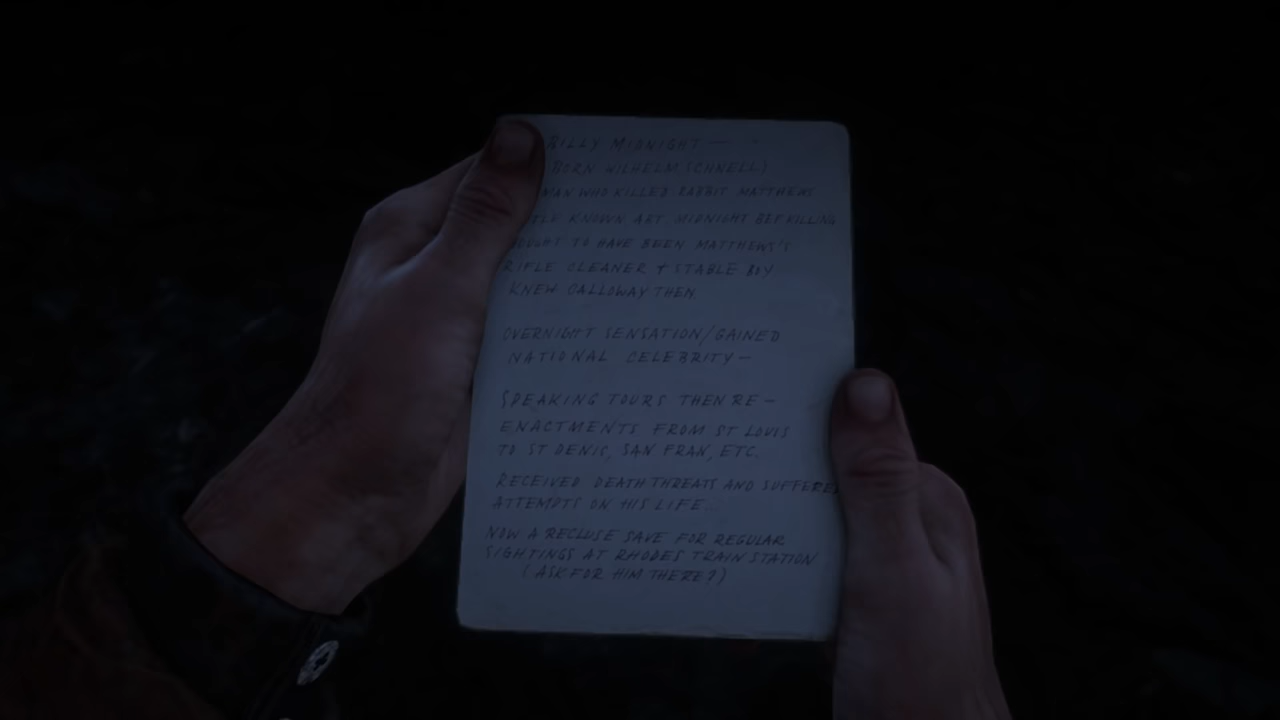 BILLY MIDNIGHT —
BORN WILHELM SCHNELL)
MAN WHO KILLED RABBIT MATTHEWS
KNOWN ABT MIDNIGHT BEF KILLING
TO HAVE BEEN MATTHEWS'S
RIFLE CLEANER + STABLE BOY
KNEW CALLOWAY THEN.
OVERNIGHT SENSATION/GAINED
NATIONAL CELEBRITY—
SPEAKING TOURS THEN RE—
ENACTMENTS. FROM ST LOUIS
TO ST DENIS, SAN FRAN, ETC.
RECEIVED DEATH THREATS AND SUFFERED
ATTEMPTS ON HIS LIFE.
NOW A RECLUSE SAVE FOR REGULAR
SIGHTINGS AT RHODES TRAIN STATION
(ASK FOR HIM THERE?)